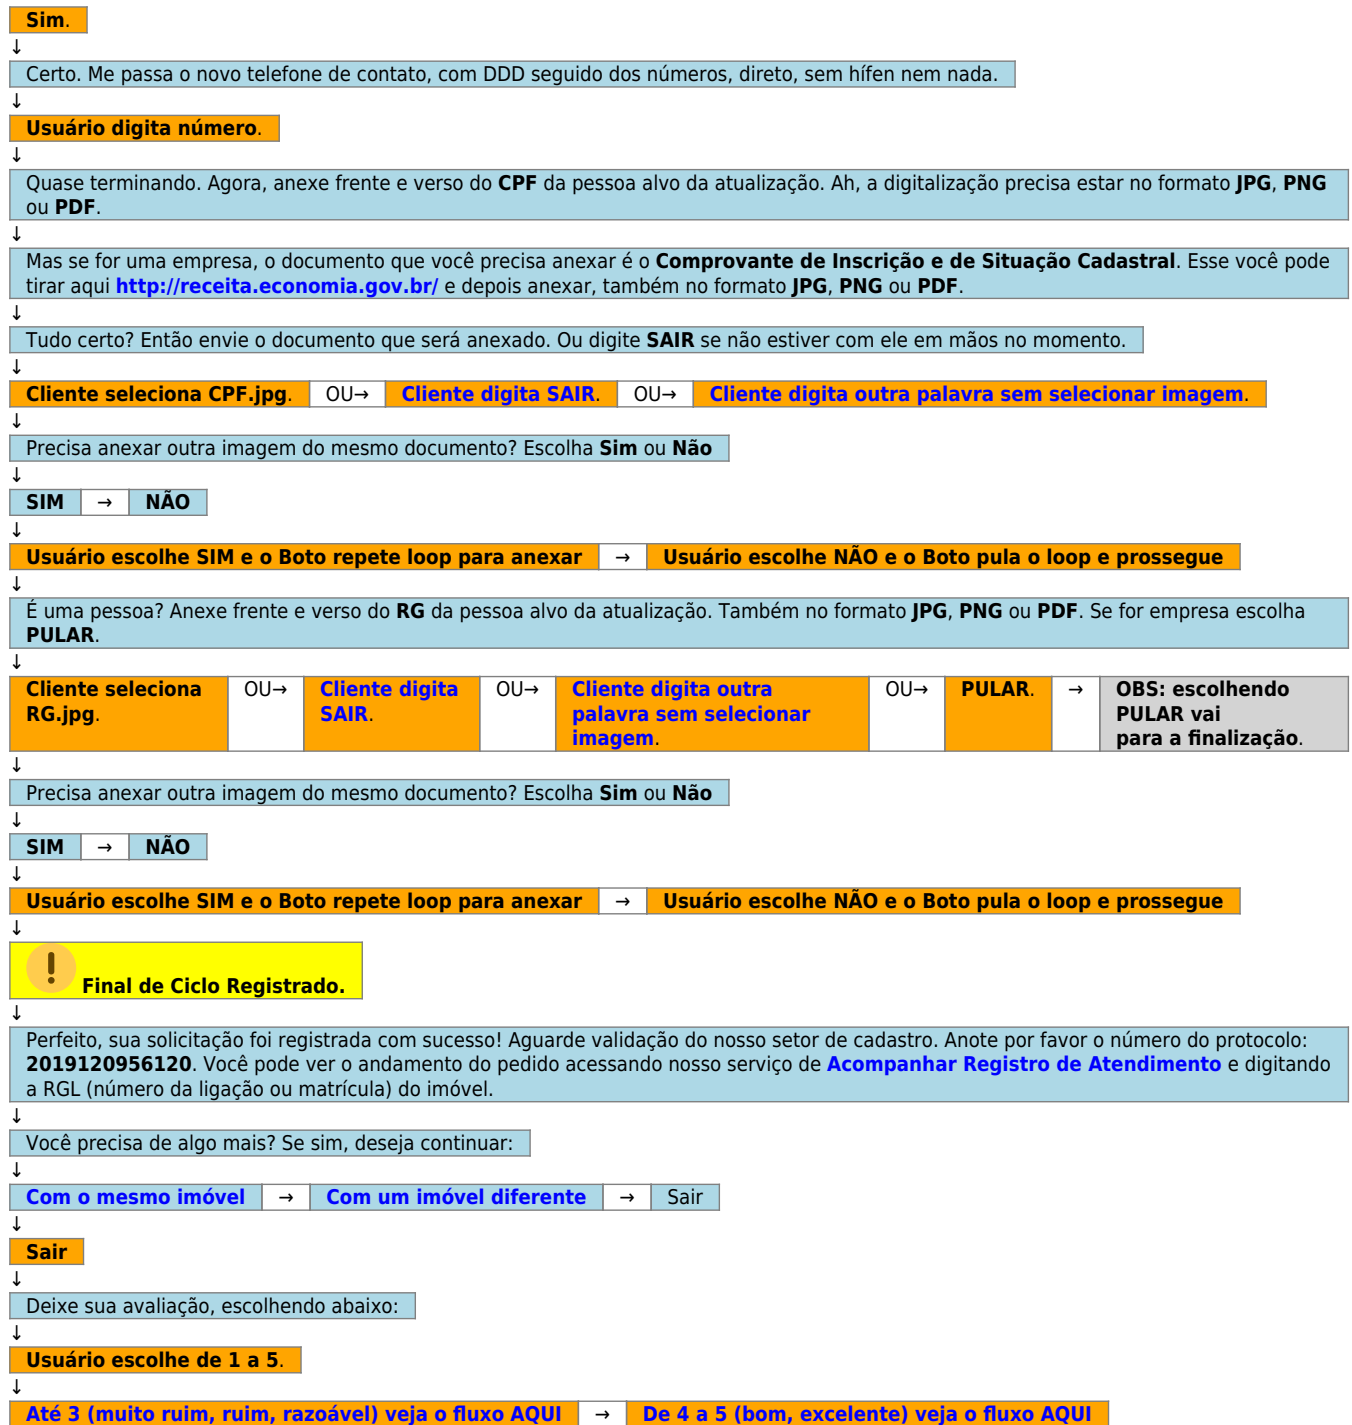 Sim.
↓
Certo. Me passa o novo telefone de contato, com DDD seguido dos números, direto, sem hífen nem nada.
↓
Usuário digita número.
↓
Quase terminando. Agora, anexe frente e verso do CPF da pessoa alvo da atualização. Ah, a digitalização precisa estar no formato JPG, PNG
ou PDF.
↓
Mas se for uma empresa, o documento que você precisa anexar é o Comprovante de Inscrição e de Situação Cadastral. Esse você pode
tirar aqui http://receita.economia.gov.br/ e depois anexar, também no formato JPG, PNG ou PDF.
↓
Tudo certo? Então envie o documento que será anexado. Ou digite SAIR se não estiver com ele em mãos no momento.
↓
Cliente seleciona CPF.jpg. OU→ Cliente digita SAIR. OU→ Cliente digita outra palavra sem selecionar imagem.
↓
Precisa anexar outra imagem do mesmo documento? Escolha Sim ou Não
↓
SIM → NÃO
↓
Usuário escolhe SIM e o Boto repete loop para anexar → Usuário escolhe NÃO e o Boto pula o loop e prossegue
↓
É uma pessoa? Anexe frente e verso do RG da pessoa alvo da atualização. Também no formato JPG, PNG ou PDF. Se for empresa escolha
PULAR.
↓
Cliente seleciona
RG.jpg.
OU→
Cliente digita
SAIR.
OU→
Cliente digita outra
palavra sem selecionar
imagem.
OU→
PULAR.
→
OBS: escolhendo
PULAR vai
para a finalização.
↓
Precisa anexar outra imagem do mesmo documento? Escolha Sim ou Não
↓
SIM → NÃO
↓
Usuário escolhe SIM e o Boto repete loop para anexar → Usuário escolhe NÃO e o Boto pula o loop e prossegue
↓
! Final de Ciclo Registrado.
↓
Perfeito, sua solicitação foi registrada com sucesso! Aguarde validação do nosso setor de cadastro. Anote por favor o número do protocolo:
2019120956120. Você pode ver o andamento do pedido acessando nosso serviço de Acompanhar Registro de Atendimento e digitando
a RGL (número da ligação ou matrícula) do imóvel.
↓
Você precisa de algo mais? Se sim, deseja continuar:
↓
Com o mesmo imóvel → Com um imóvel diferente → Sair
↓
Sair
↓
Deixe sua avaliação, escolhendo abaixo:
↓
Usuário escolhe de 1 a 5.
↓
Até 3 (muito ruim, ruim, razoável) veja o fluxo AQUI → De 4 a 5 (bom, excelente) veja o fluxo AQUI